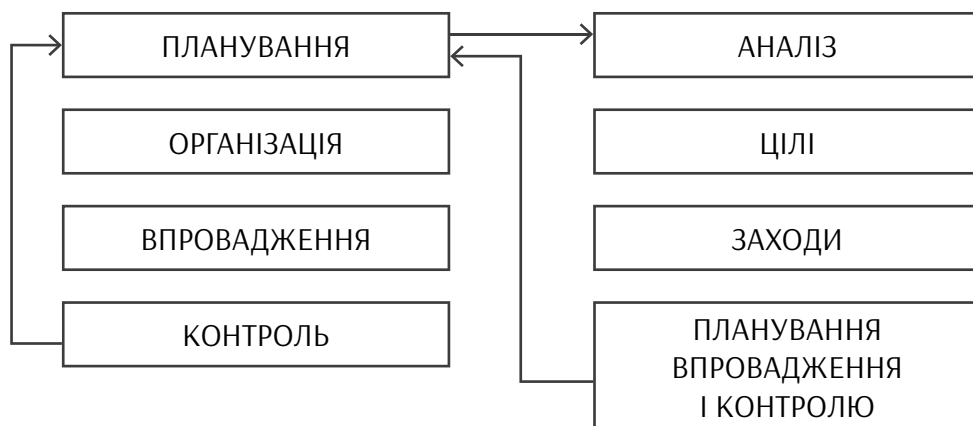 ПЛАНУВАННЯ
ОРГАНІЗАЦІЯ
ВПРОВАДЖЕННЯ
КОНТРОЛЬ
АНАЛІЗ
ЦІЛІ
ЗАХОДИ
ПЛАНУВАННЯ
ВПРОВАДЖЕННЯ
І КОНТРОЛЮ